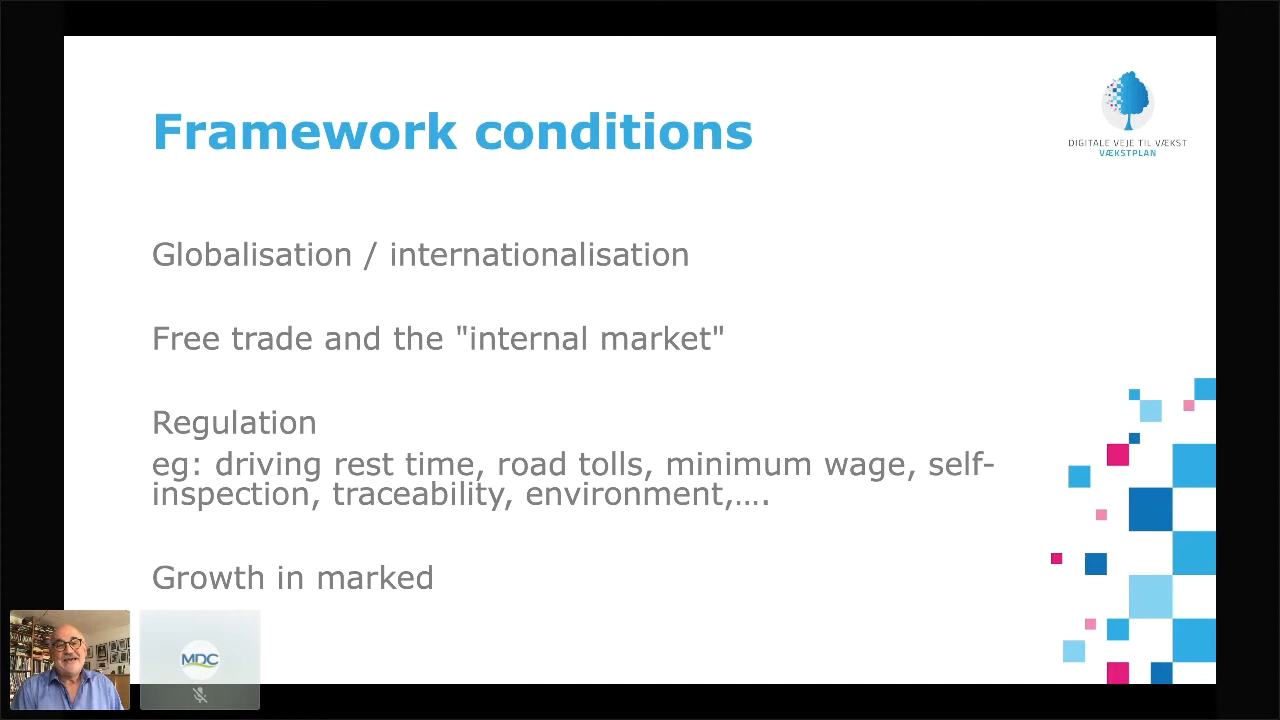 Framework conditions
DIGITALE VEJE TIL VÆKST
VÆKSTPLAN
Globalisation / internationalisation
Free trade and the "internal market"
Regulation
eg: driving rest time, road tolls, minimum wage, self-
inspection, traceability, environment,....
Growth in marked
MDC